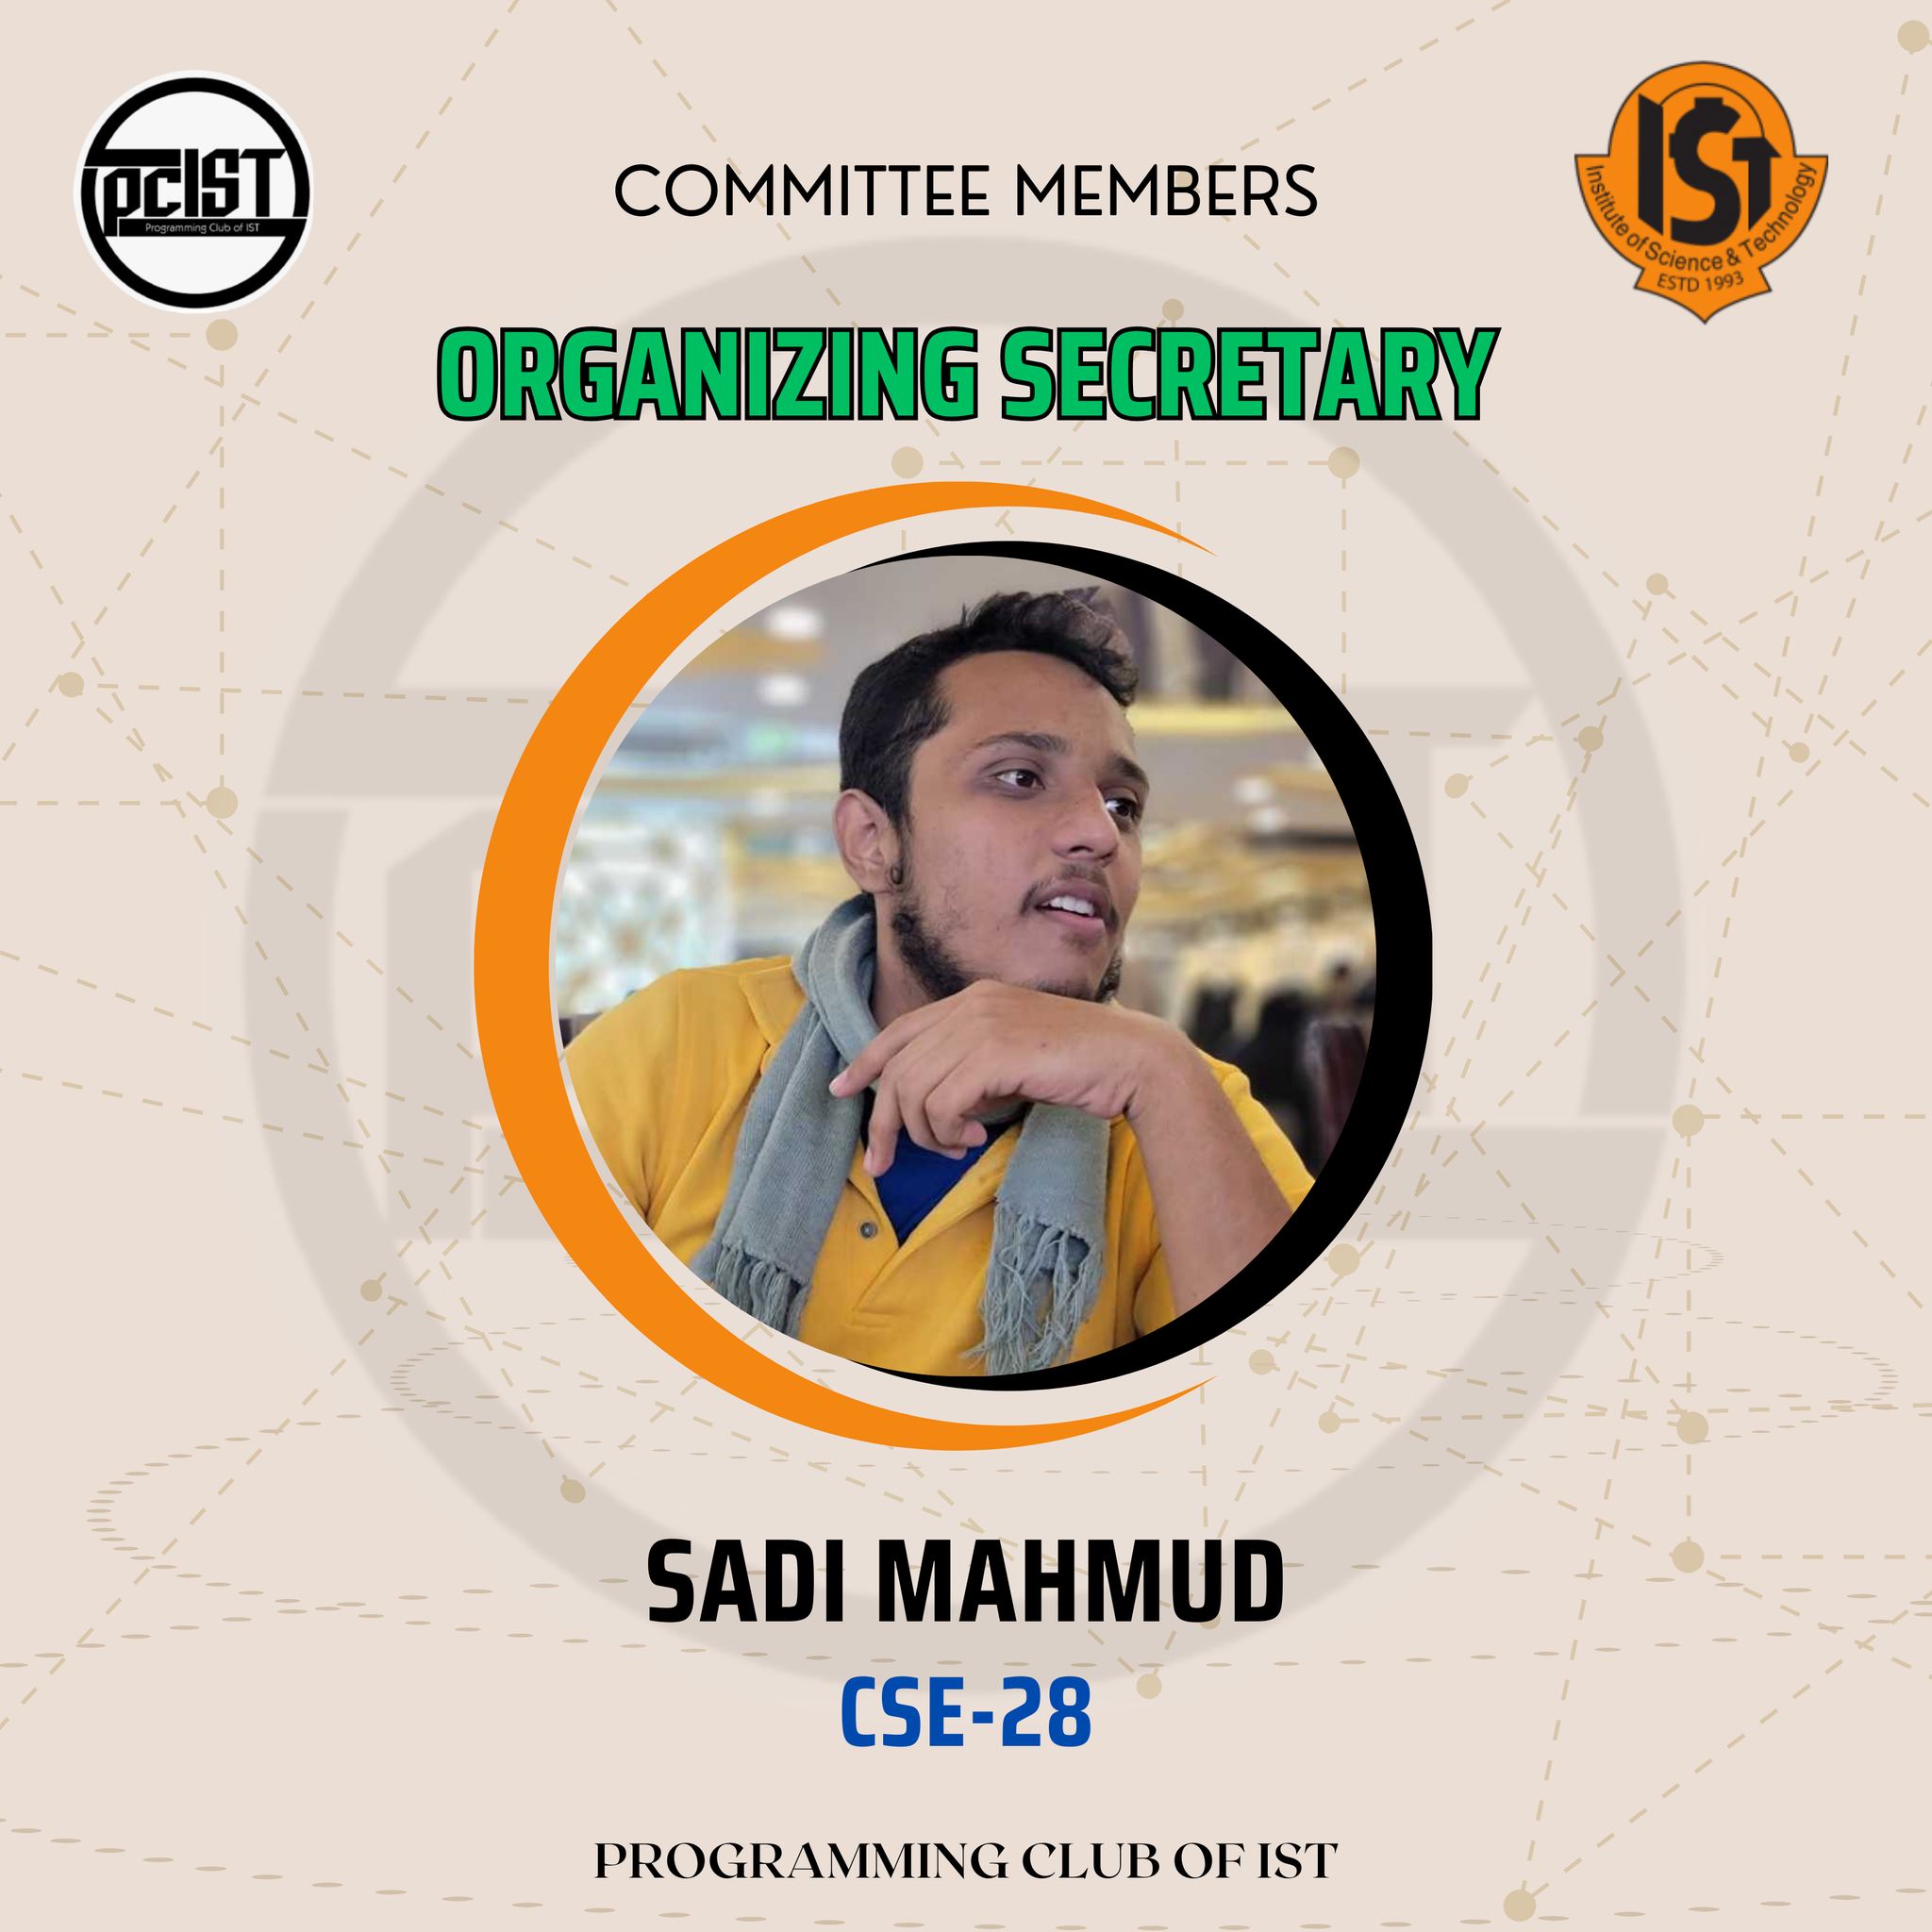 pcIST
Programming Club of IST
COMMITTEE MEMBERS
IST
Institute of Science & Technology
ESTD 1993
ORGANIZING SECRETARY
SADI MAHMUD
CSE-28
PROGRAMMING CLUB OF IST